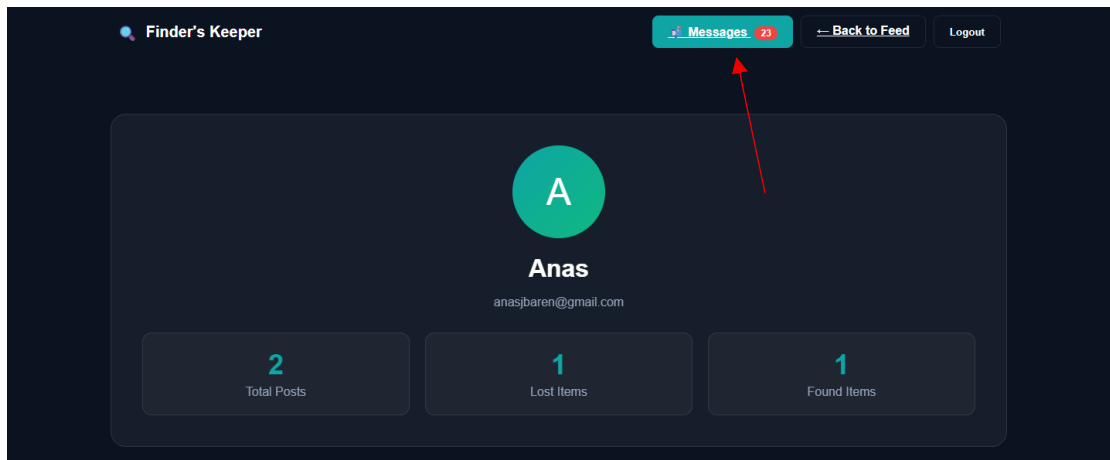 Finder's Keeper
Messages 23
← Back to Feed
Logout
A
Anas
anasjbaren@gmail.com
2
Total Posts
1
Lost Items
1
Found Items